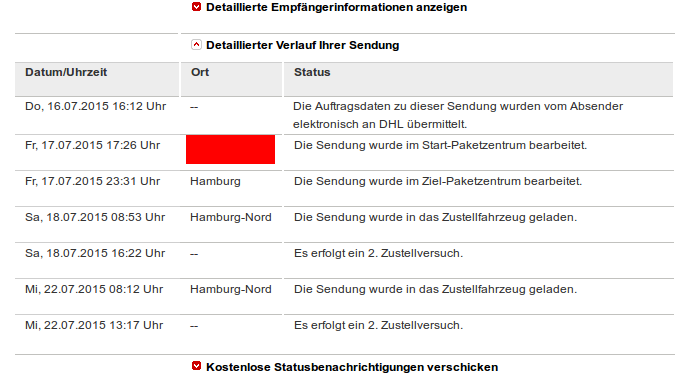 Detaillierte Empfängerinformationen anzeigen
Detaillierter Verlauf Ihrer Sendung
Datum/Uhrzeit Ort Status
Do, 16.07.2015 16:12 Uhr -- Die Auftragsdaten zu dieser Sendung wurden vom Absender
elektronisch an DHL übermittelt.
Fr, 17.07.2015 17:26 Uhr Die Sendung wurde im Start-Paketzentrum bearbeitet.
Fr, 17.07.2015 23:31 Uhr Hamburg Die Sendung wurde im Ziel-Paketzentrum bearbeitet.
Sa, 18.07.2015 08:53 Uhr Hamburg-Nord Die Sendung wurde in das Zustellfahrzeug geladen.
Sa, 18.07.2015 16:22 Uhr -- Es erfolgt ein 2. Zustellversuch.
Mi, 22.07.2015 08:12 Uhr Hamburg-Nord Die Sendung wurde in das Zustellfahrzeug geladen.
Mi, 22.07.2015 13:17 Uhr -- Es erfolgt ein 2. Zustellversuch.
Kostenlose Statusbenachrichtigungen verschicken